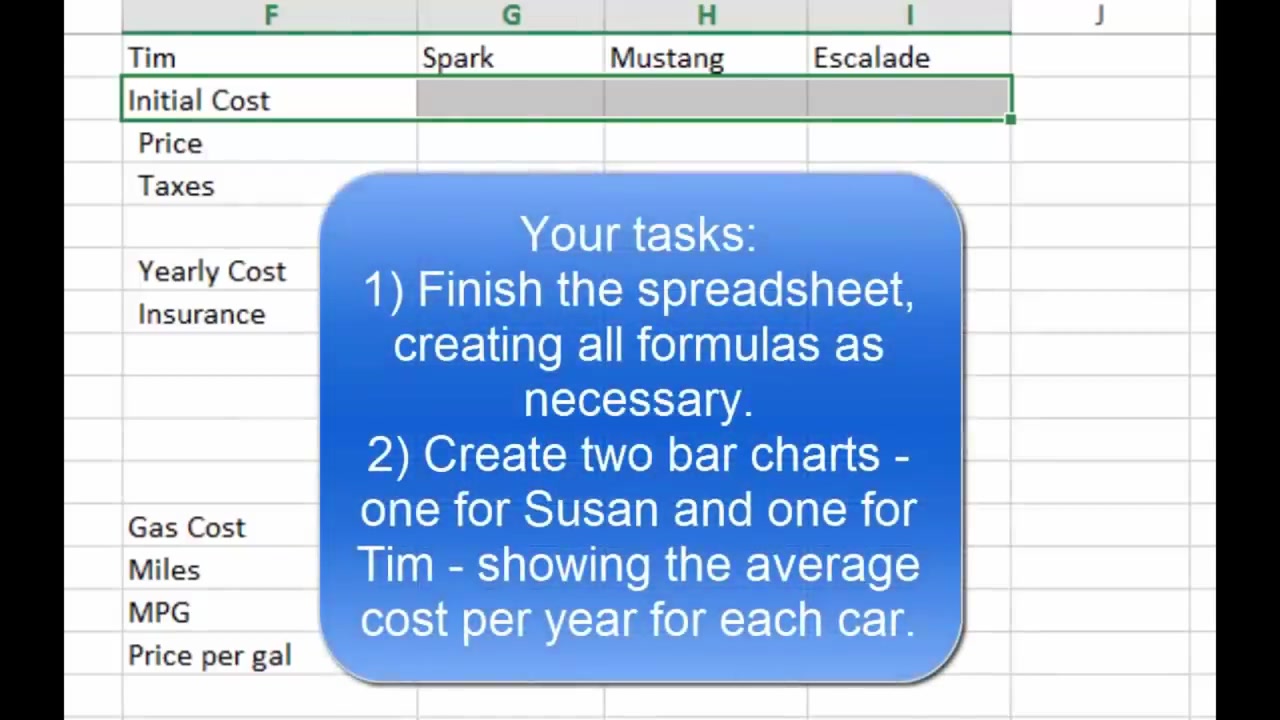 F G H I J
Tim Spark Mustang Escalade
Initial Cost
Price
Taxes
Yearly Cost
Insurance
Gas Cost
Miles
MPG
Price per gal
Your tasks:
1) Finish the spreadsheet,
creating all formulas as
necessary.
2) Create two bar charts -
one for Susan and one for
Tim - showing the average
cost per year for each car.